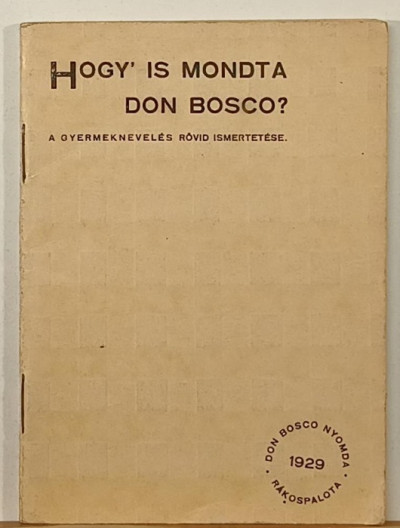 HOGY' IS MONDTA
DON BOSCO?
A GYERMEKNEVELÉS RÖVID ISMERTETÉSE.
· DON BOSCO NYOMDA ·
1929
· RÁKOSPALOTA ·